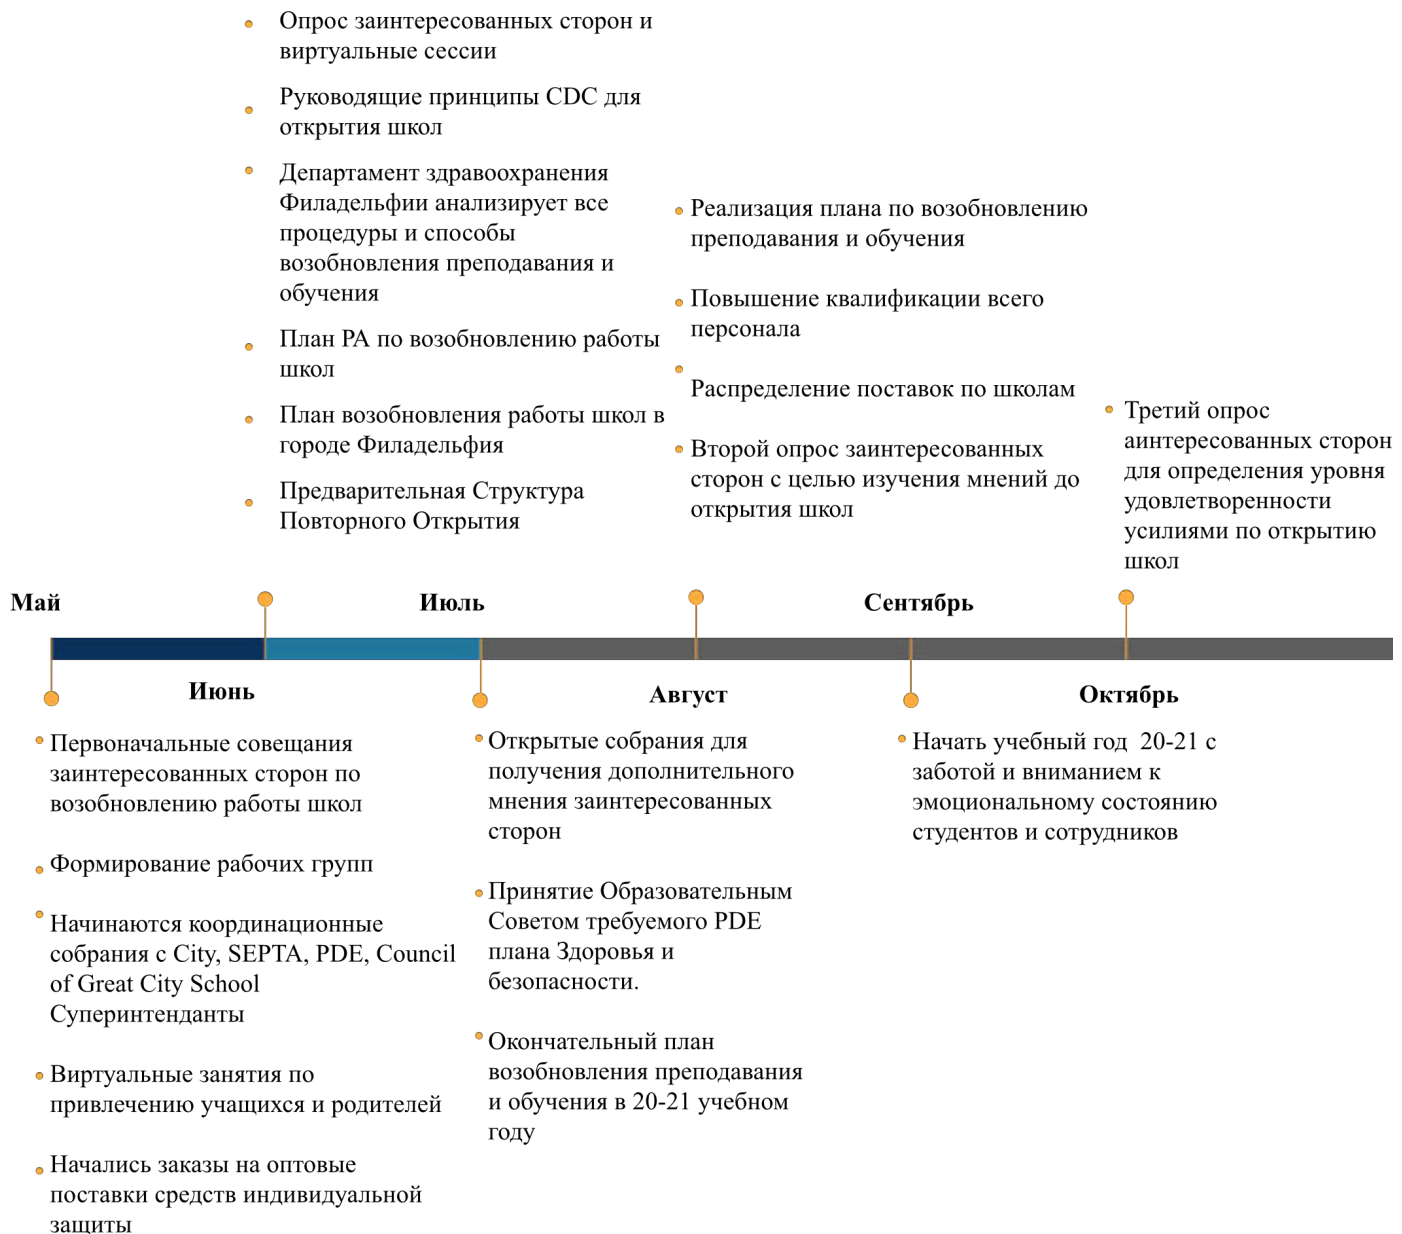 Опрос заинтересованных сторон и
виртуальные сессии
Руководящие принципы CDC для
открытия школ
Департамент здравоохранения
Филадельфии анализирует все
процедуры и способы
возобновления преподавания и
обучения
План PA по возобновлению работы
школ
План возобновления работы школ в
городе Филадельфия
Предварительная Структура
Повторного Открытия
Реализация плана по возобновлению
преподавания и обучения
Повышение квалификации всего
персонала
Распределение поставок по школам
Второй опрос заинтересованных
сторон с целью изучения мнений до
открытия школ
Третий опрос
аинтересованных сторон
для определения уровня
удовлетворенности
усилиями по открытию
школ
Май
Июль
Сентябрь
Июнь
Август
Октябрь
Первоначальные совещания
заинтересованных сторон по
возобновлению работы школ
Формирование рабочих групп
Начинаются координационные
собрания с City, SEPTA, PDE, Council
of Great City School
Суперинтенданты
Виртуальные занятия по
привлечению учащихся и родителей
Начались заказы на оптовые
поставки средств индивидуальной
защиты
Открытые собрания для
получения дополнительного
мнения заинтересованных
сторон
Принятие Образовательным
Советом требуемого PDE
плана Здоровья и
безопасности.
Окончательный план
возобновления преподавания
и обучения в 20-21 учебном
году
Начать учебный год  20-21 с
заботой и вниманием к
эмоциональному состоянию
студентов и сотрудников